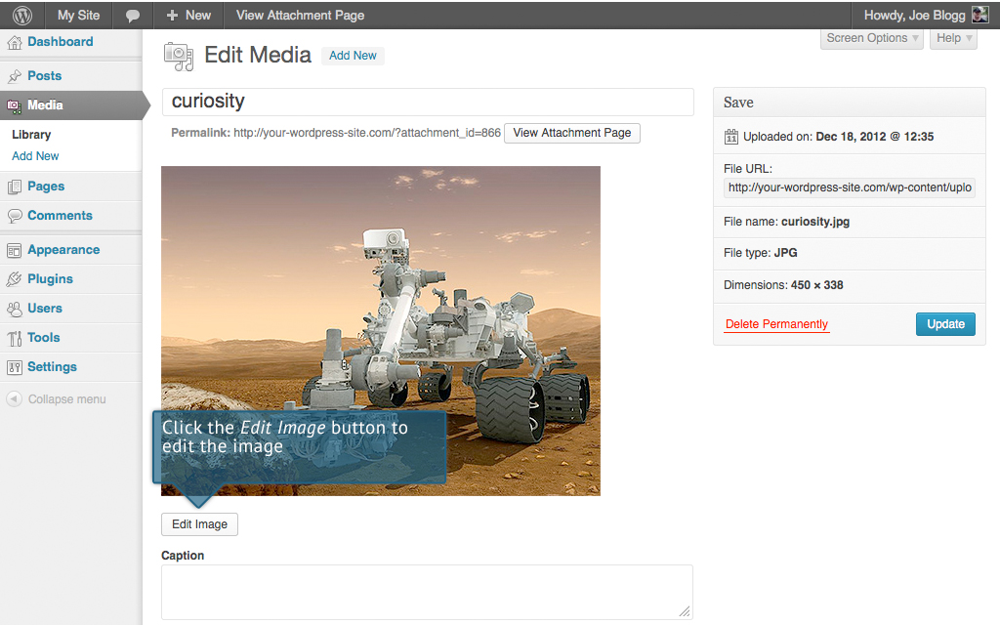 My Site
New
View Attachment Page
Howdy, Joe Blogg
Dashboard
Posts
Media
Library
Add New
Pages
Comments
Appearance
Plugins
Users
Tools
Settings
Collapse menu
Screen Options
Help
Edit Media
Add New
curiosity
Permalink: http://your-wordpress-site.com/?attachment_id=866
View Attachment Page
Click the Edit Image button to
edit the image
Edit Image
Caption
Save
11
Uploaded on: Dec 18, 2012 @ 12:35
File URL:
http://your-wordpress-site.com/wp-content/uplo
File name: curiosity.jpg
File type: JPG
Dimensions: 450 × 338
Delete Permanently
Update